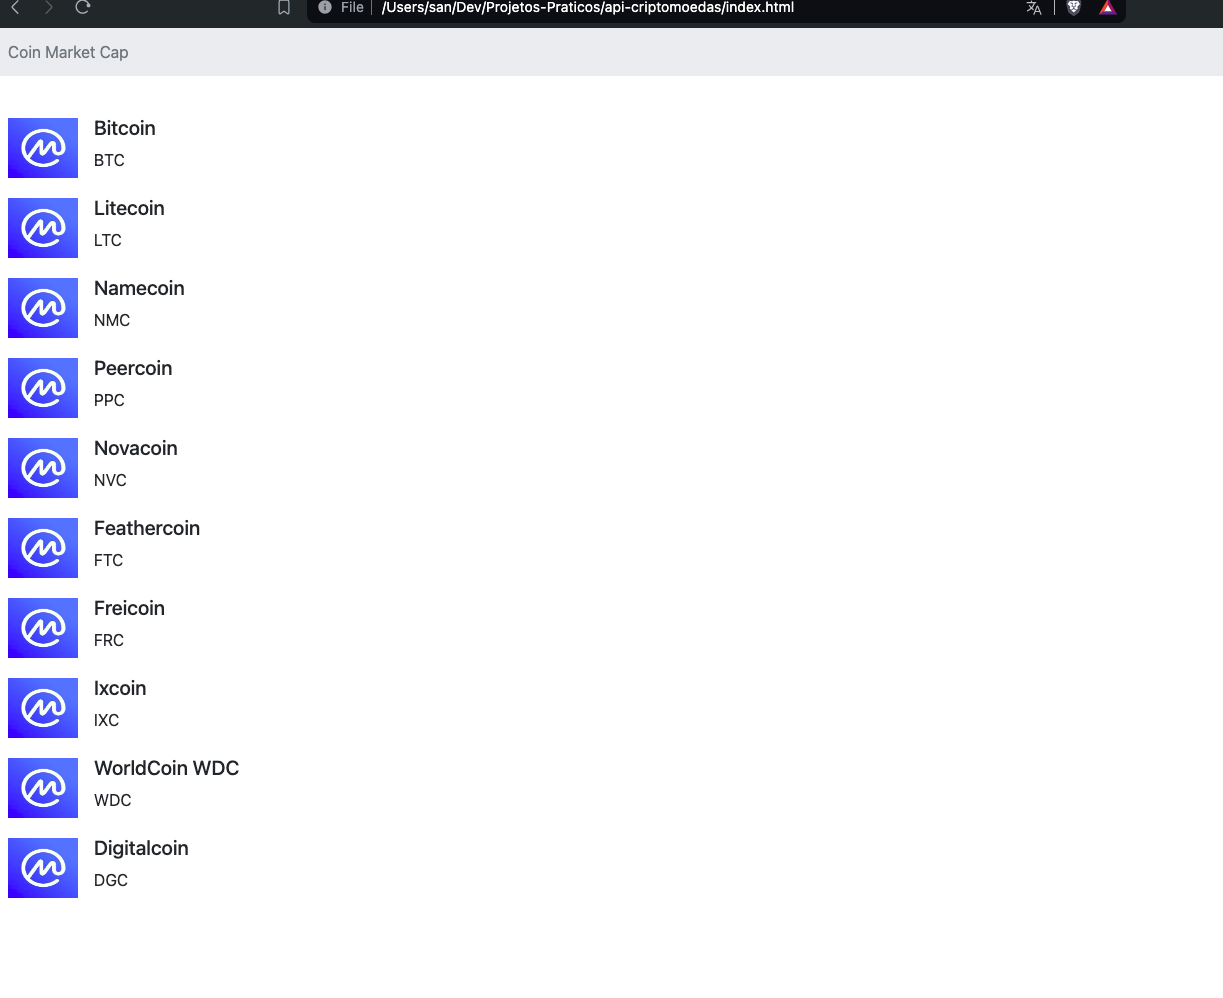 File /Users/san/Dev/Projetos-Praticos/api-criptomoedas/index.html
Coin Market Cap
Bitcoin
BTC
Litecoin
LTC
Namecoin
NMC
Peercoin
PPC
Novacoin
NVC
Feathercoin
FTC
Freicoin
FRC
Ixcoin
IXC
WorldCoin WDC
WDC
Digitalcoin
DGC